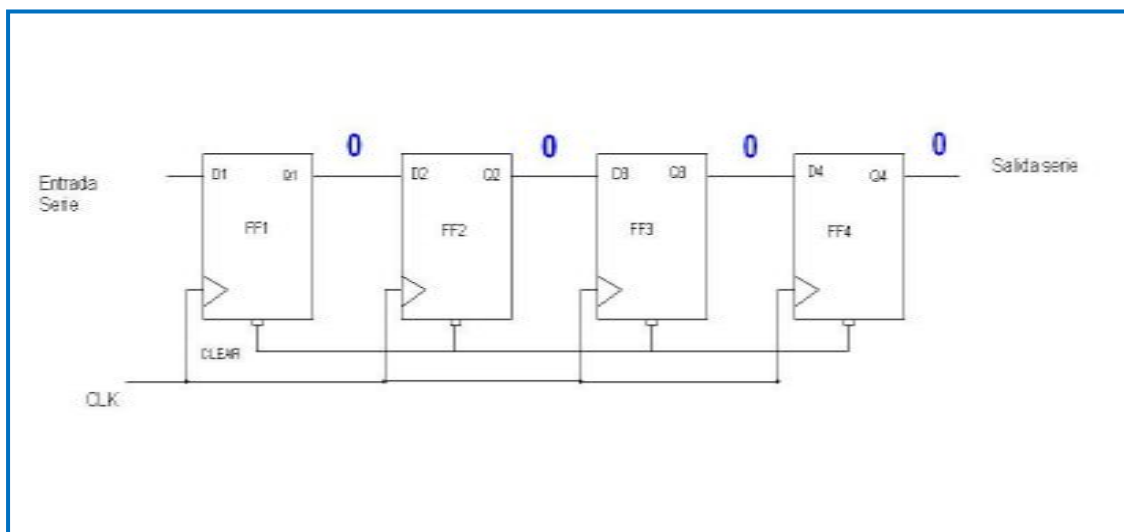 0 0 0 0
Entrada
Serie
D1 Q1 D2 Q2 D3 Q3 D4 Q4
Salida serie
FF1 FF2 FF3 FF4
CLEAR
CLK